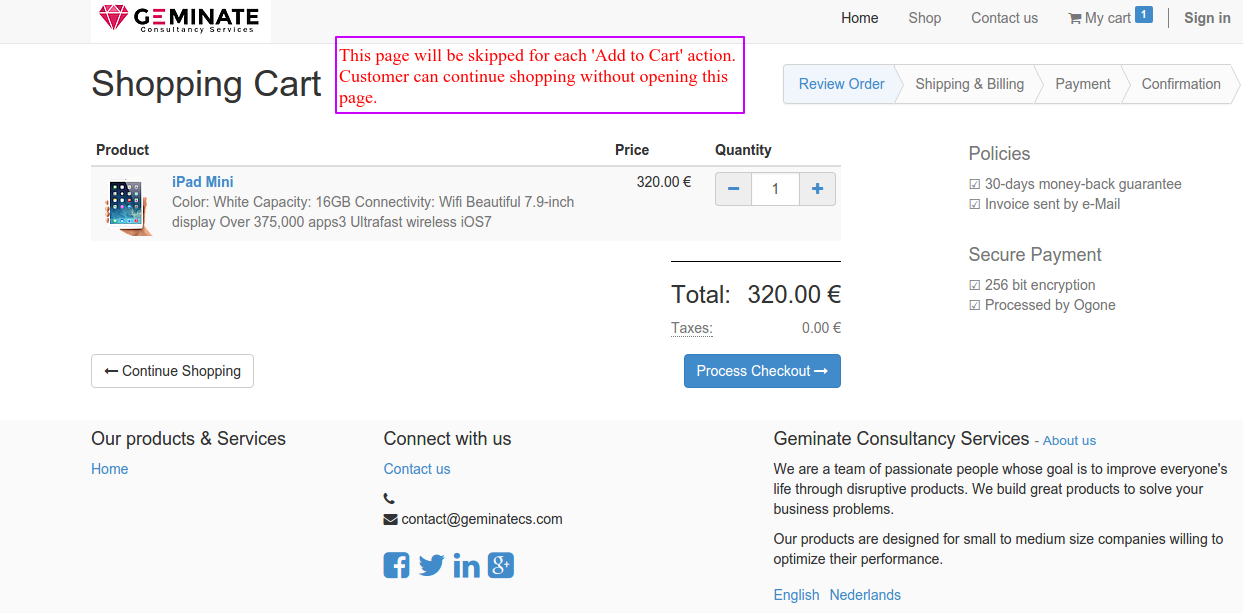 GEMINATE
Consultancy Services
Home Shop Contact us My cart 1 Sign in
Shopping Cart
This page will be skipped for each 'Add to Cart' action.
Customer can continue shopping without opening this
page.
Review Order Shipping & Billing Payment Confirmation
Product Price Quantity
iPad Mini 320.00 € 1
Color: White Capacity: 16GB Connectivity: Wifi Beautiful 7.9-inch
display Over 375,000 apps3 Ultrafast wireless iOS7
Policies
30-days money-back guarantee
Invoice sent by e-Mail
Secure Payment
256 bit encryption
Processed by Ogone
Total: 320.00 €
Taxes: 0.00 €
Continue Shopping Process Checkout
Our products & Services
Home
Connect with us
Contact us
contact@geminatecs.com
Geminate Consultancy Services - About us
We are a team of passionate people whose goal is to improve everyone's
life through disruptive products. We build great products to solve your
business problems.
Our products are designed for small to medium size companies willing to
optimize their performance.
English Nederlands